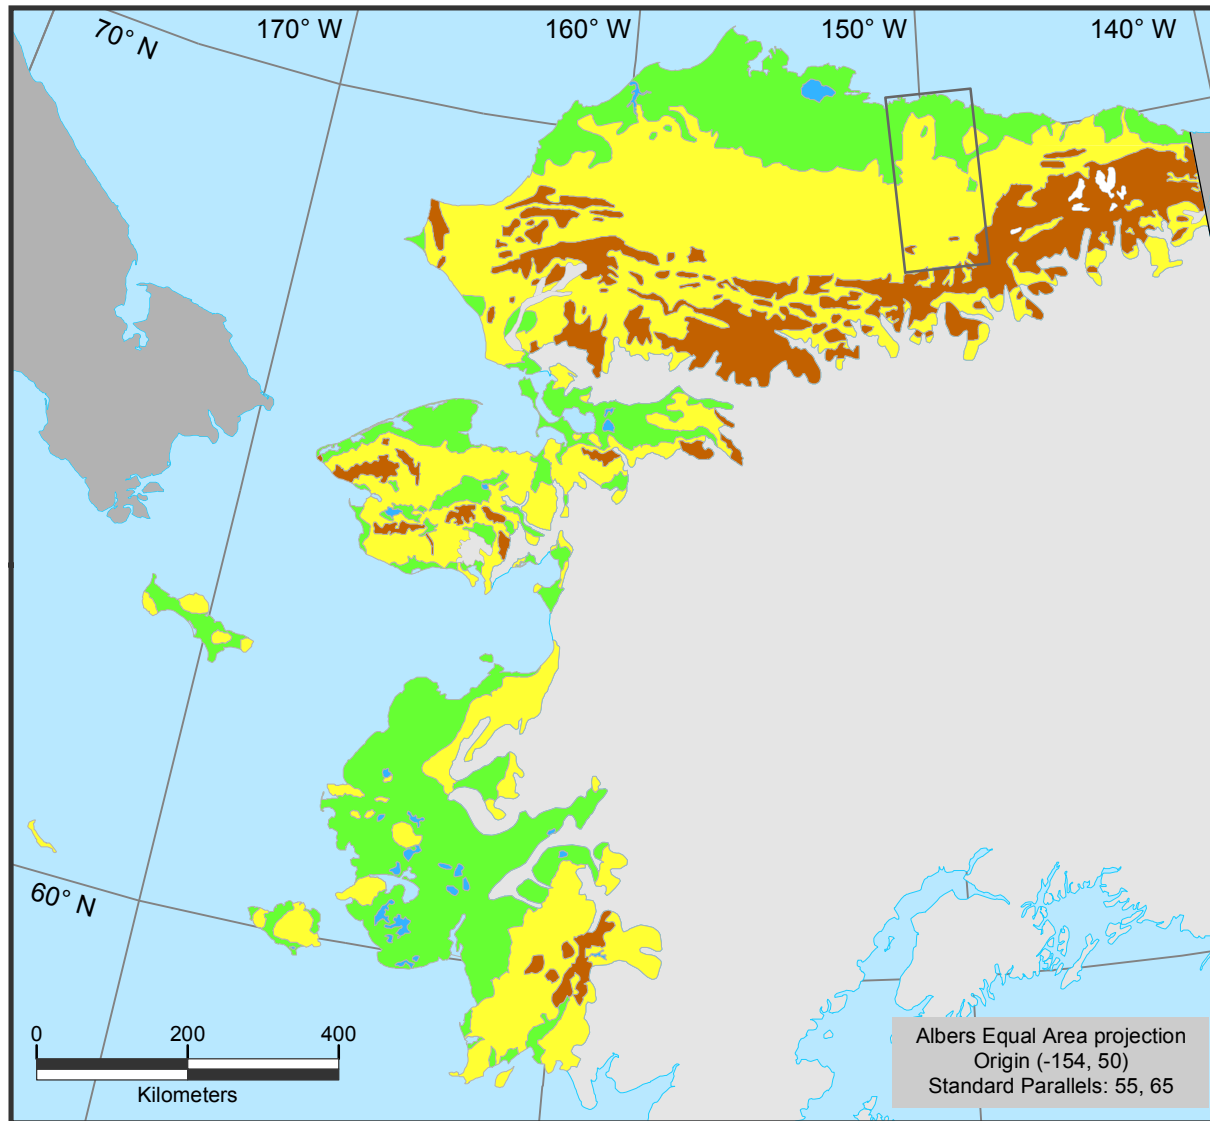 70° N
170° W
160° W
150° W
140° W
60° N
0 200 400
Kilometers
Albers Equal Area projection
Origin (-154, 50)
Standard Parallels: 55, 65